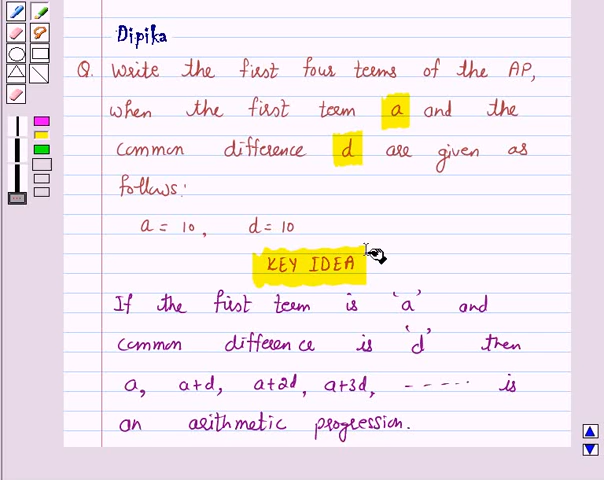 Dipika
Q. Write the first four terms of the AP,
when the first term a and the
common difference d are given as
follows:
a = 10, d = 10
KEY IDEA
If the first term is 'a' and
common difference is 'd' then
a, a+d, a+2d, a+3d, ------ is
an arithmetic progression.